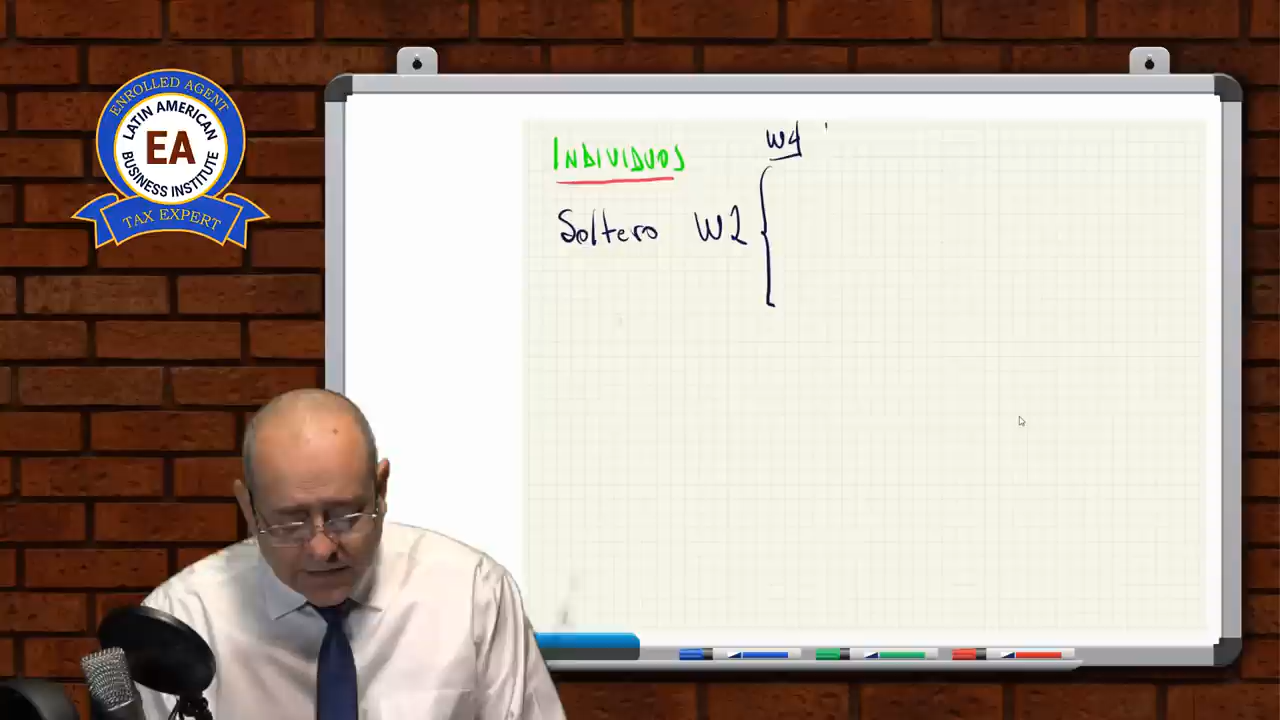 ENROLLED AGENT
LATIN AMERICAN
EA
BUSINESS INSTITUTE
TAX EXPERT
INDIVIDUOS
W4
Soltero W2